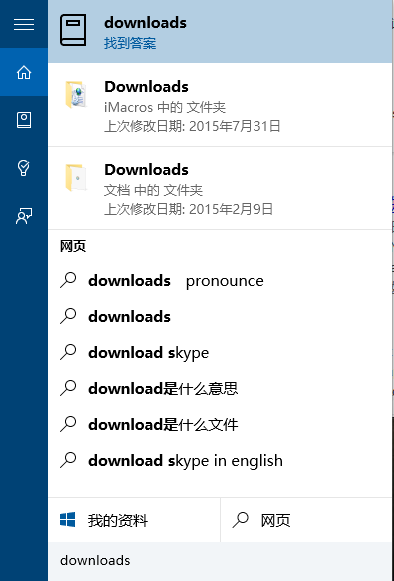 downloads
找到答案
Downloads
iMacros 中的 文件夹
上次修改日期: 2015年7月31日
Downloads
文档 中的 文件夹
上次修改日期: 2015年2月9日
网页
downloads pronounce
downloads
download skype
download是什么意思
download是什么文件
download skype in english
我的资料 网页
downloads